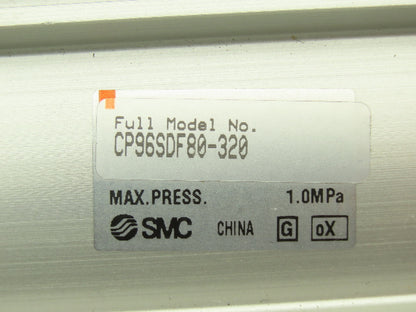 Full Model No.
CP96SDF80-320
MAX.PRESS. 1.0MPa
SMC CHINA G oX